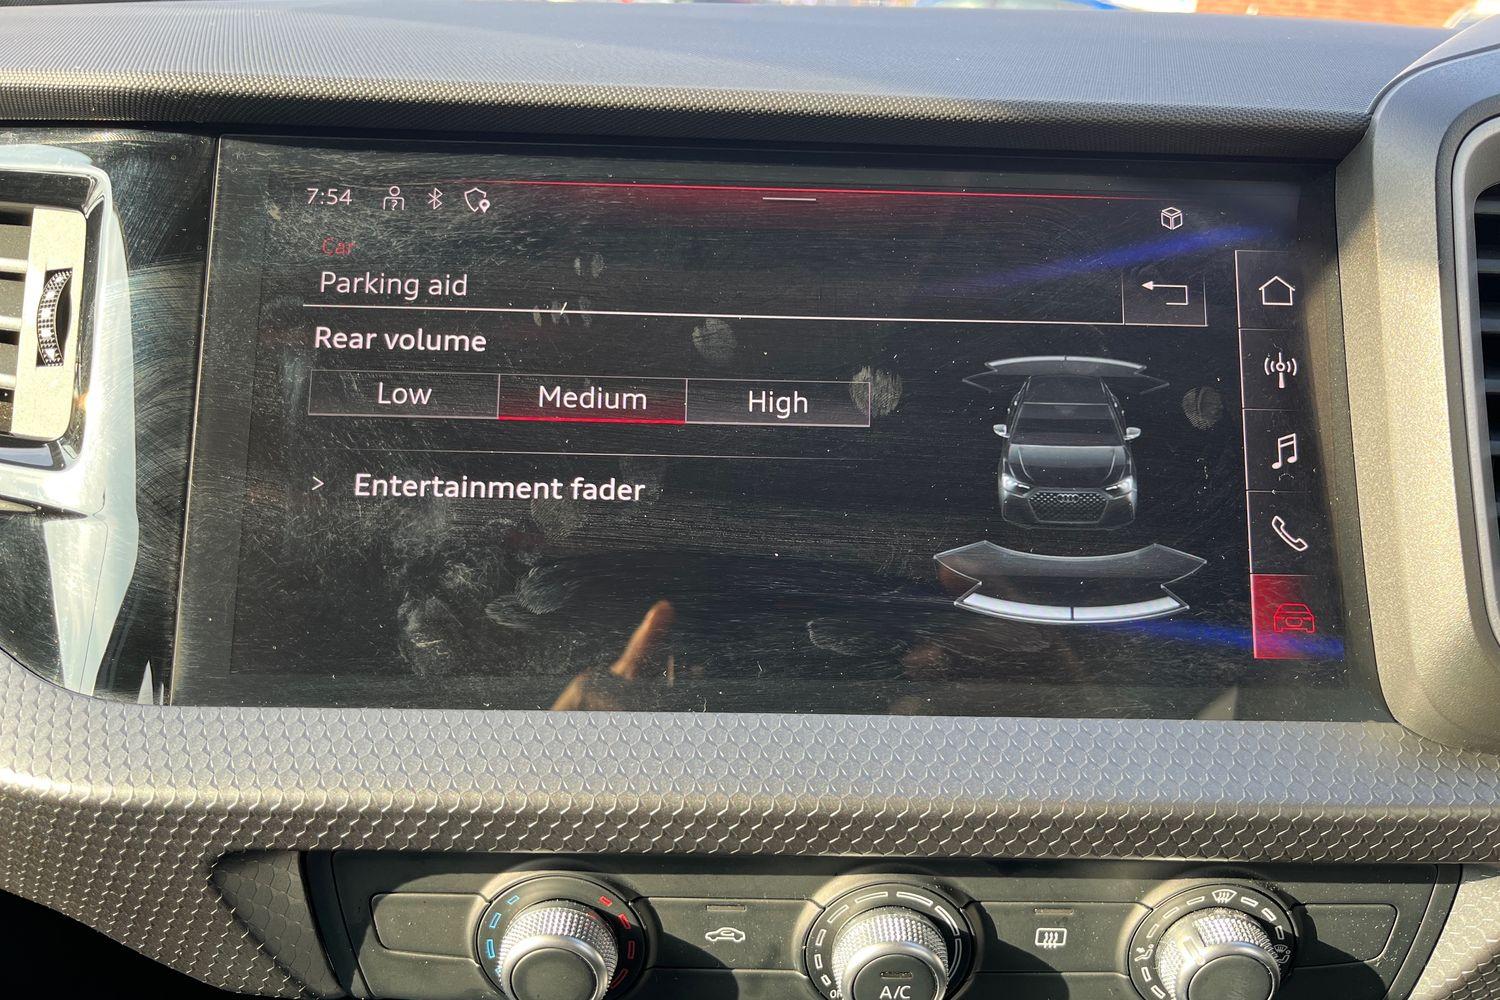 7:54
Car
Parking aid
Rear volume
Low Medium High
> Entertainment fader
A/C